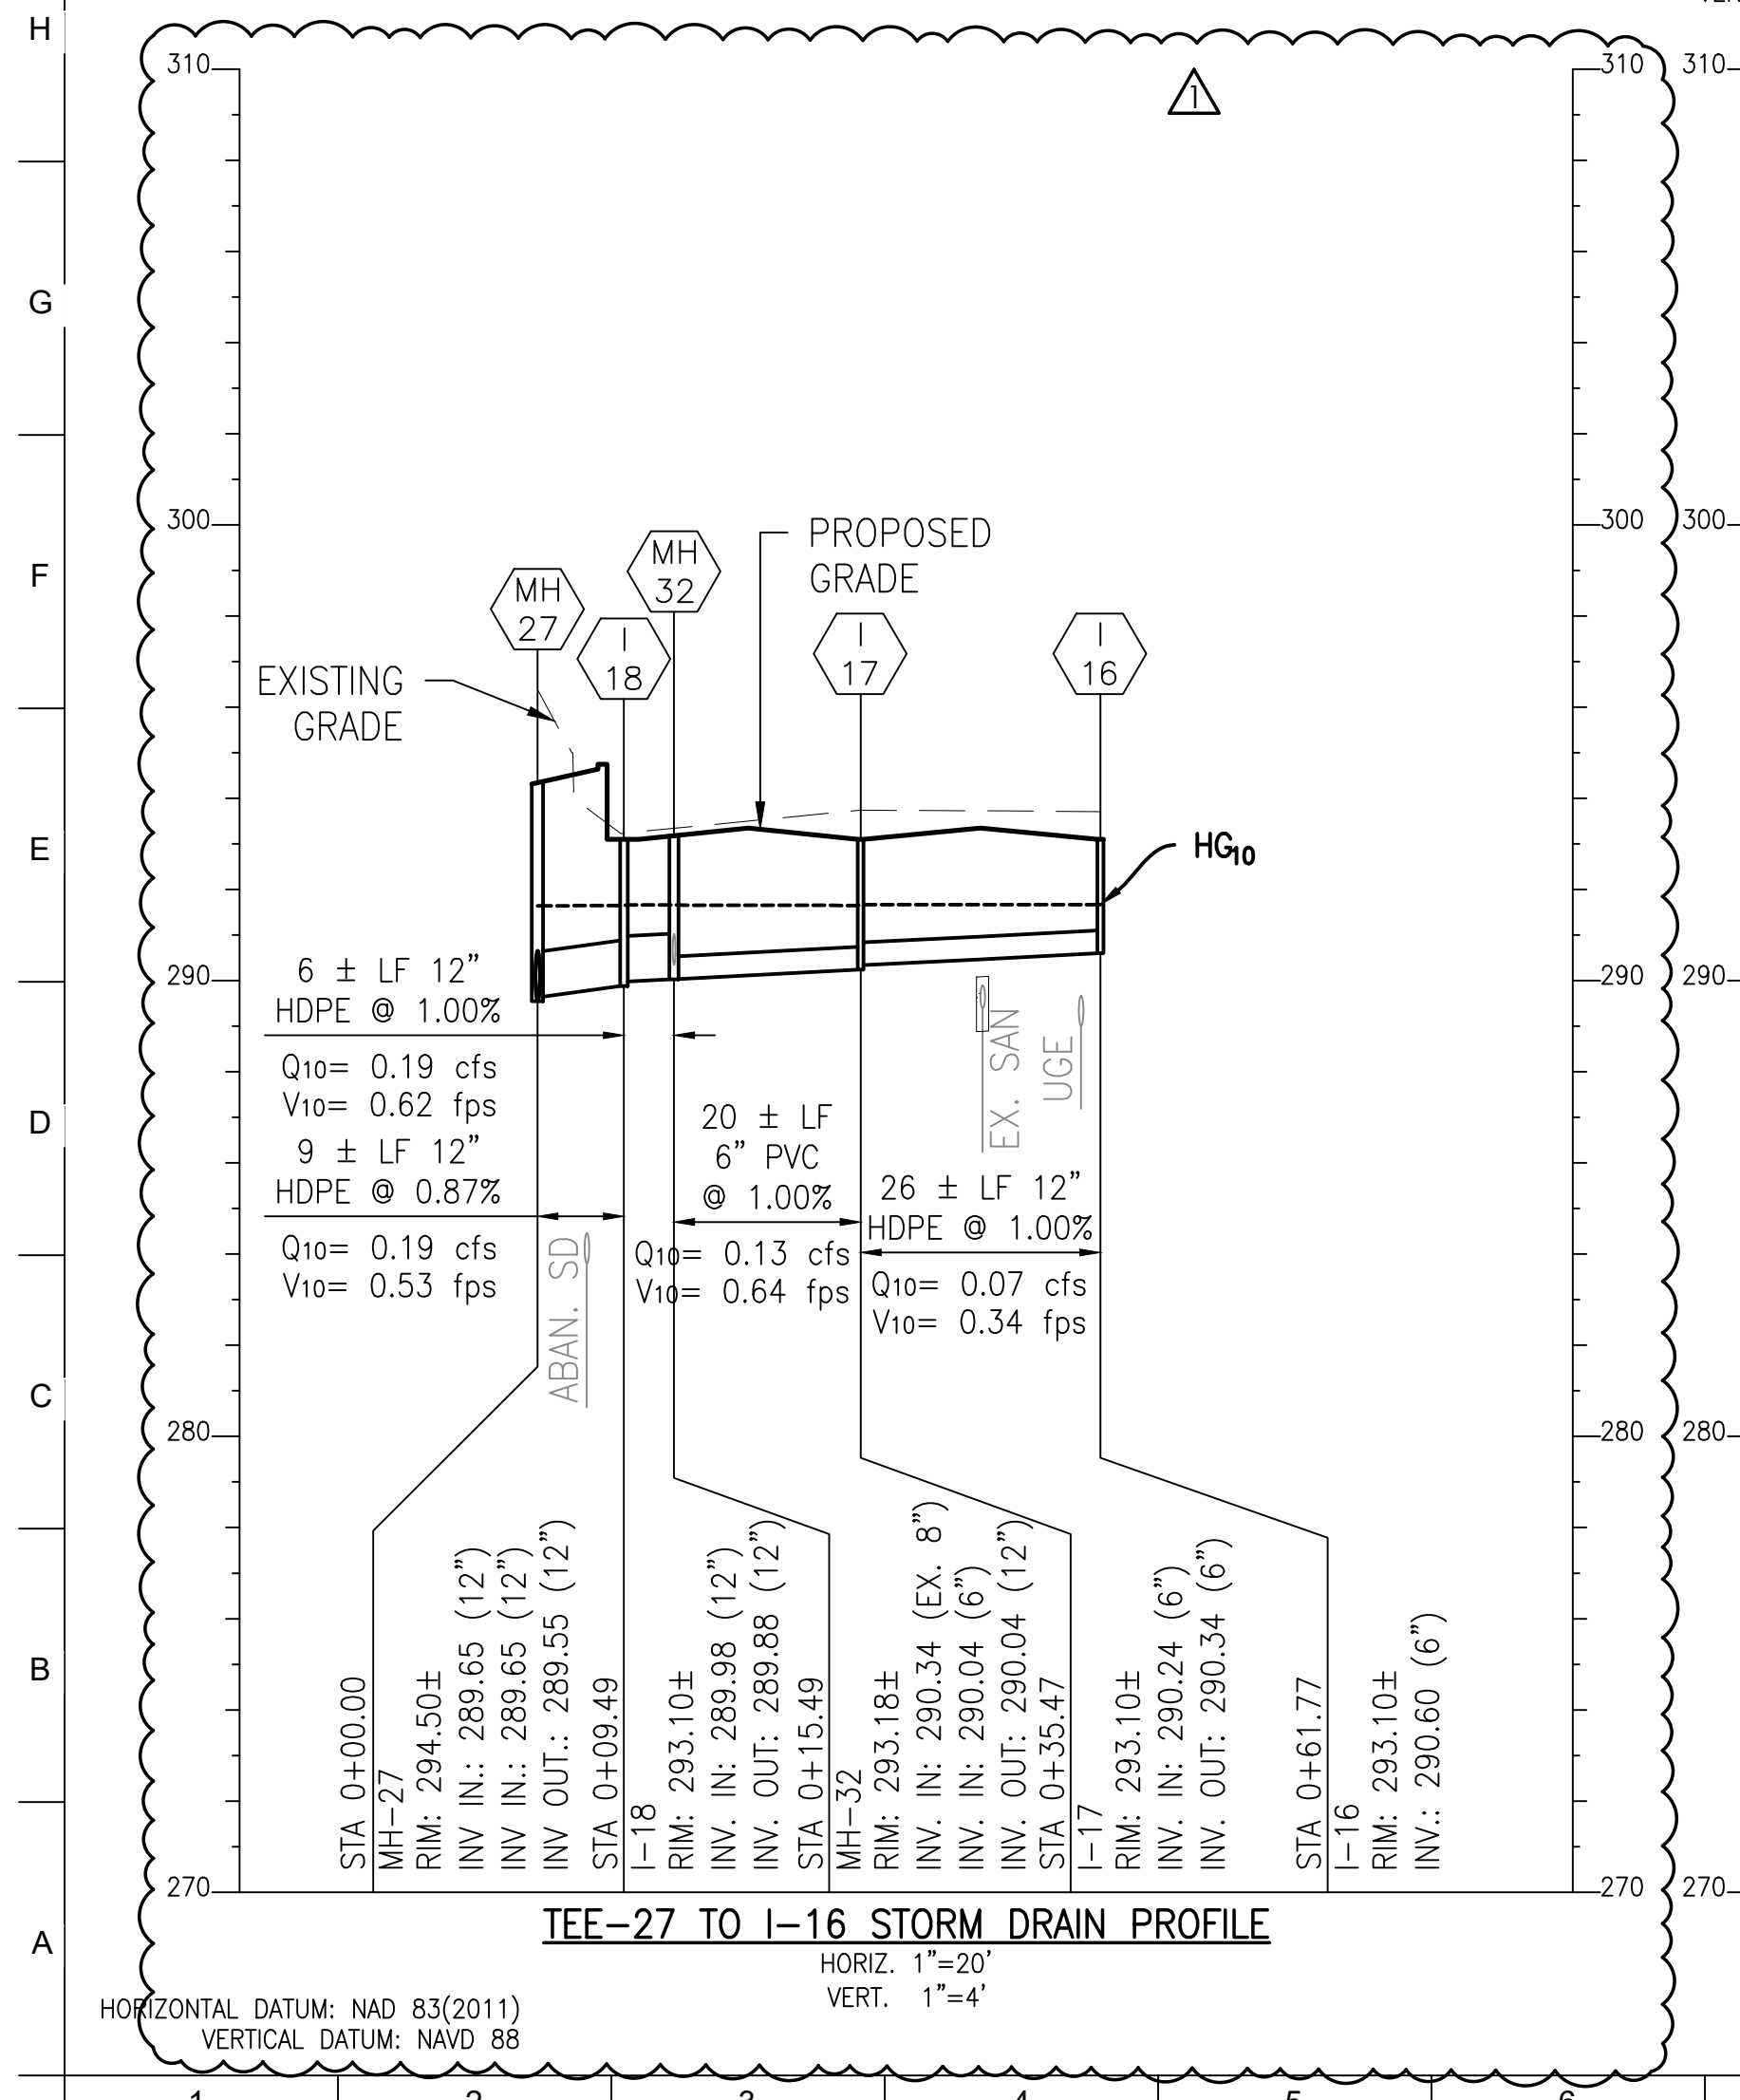 H
G
F
E
D
C
B
A
310
300
290
280
270
310
300
290
280
270
310
300
290
280
270
1
MH
27
I
18
MH
32
I
17
I
16
PROPOSED
GRADE
EXISTING
GRADE
HG10
6 ± LF 12”
HDPE @ 1.00%
Q10= 0.19 cfs
V10= 0.62 fps
9 ± LF 12”
HDPE @ 0.87%
Q10= 0.19 cfs
V10= 0.53 fps
20 ± LF
6” PVC
@ 1.00%
Q10= 0.13 cfs
V10= 0.64 fps
26 ± LF 12”
HDPE @ 1.00%
Q10= 0.07 cfs
V10= 0.34 fps
ABAN. SD
EX. SAN
UGE
STA 0+00.00
MH-27
RIM: 294.50±
INV IN.: 289.65 (12”)
INV IN.: 289.65 (12”)
INV OUT.: 289.55 (12”)
STA 0+09.49
I-18
RIM: 293.10±
INV. IN: 289.98 (12”)
INV. OUT: 289.88 (12”)
STA 0+15.49
MH-32
RIM: 293.18±
INV. IN: 290.34 (EX. 8”)
INV. IN: 290.04 (6”)
INV. OUT: 290.04 (12”)
STA 0+35.47
I-17
RIM: 293.10±
INV. IN: 290.24 (6”)
INV. OUT: 290.34 (6”)
STA 0+61.77
I-16
RIM: 293.10±
INV.: 290.60 (6”)
TEE-27 TO I-16 STORM DRAIN PROFILE
HORIZ. 1”=20’
VERT. 1”=4’
HORIZONTAL DATUM: NAD 83(2011)
VERTICAL DATUM: NAVD 88